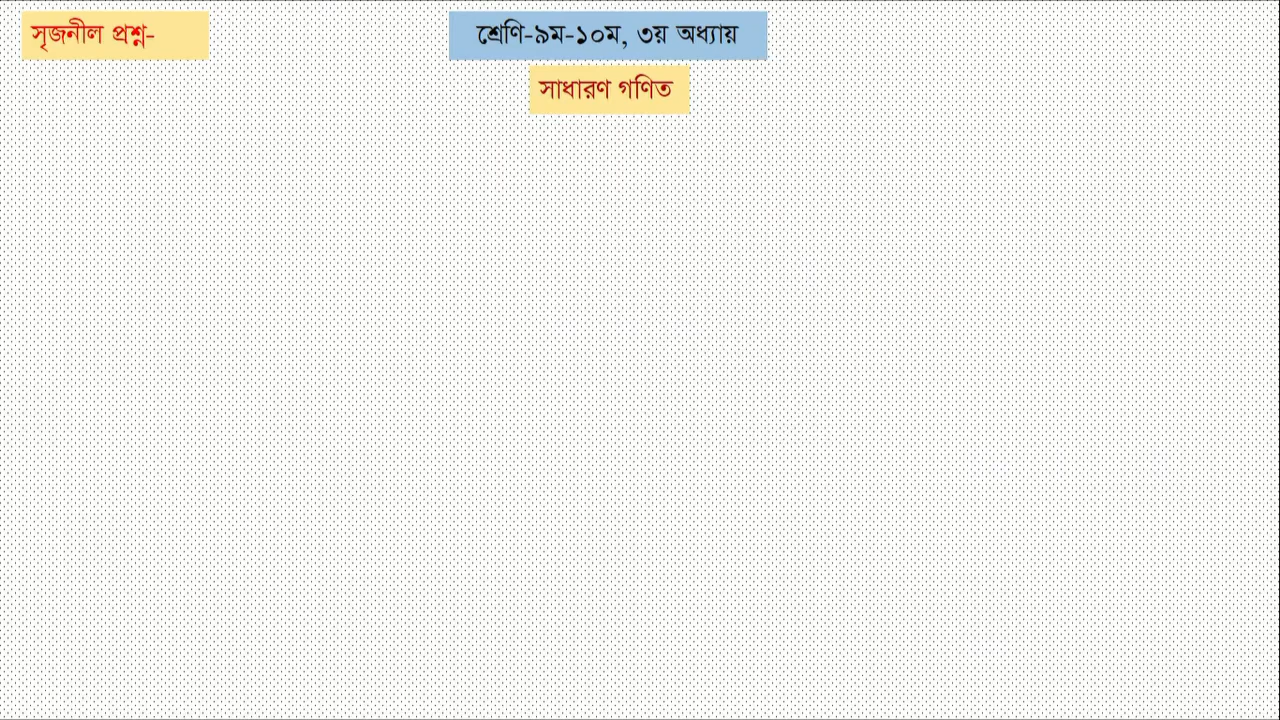 সৃজনীল প্রশ্ন-
শ্রেণি-৯ম-১০ম, ৩য় অধ্যায়
সাধারণ গণিত